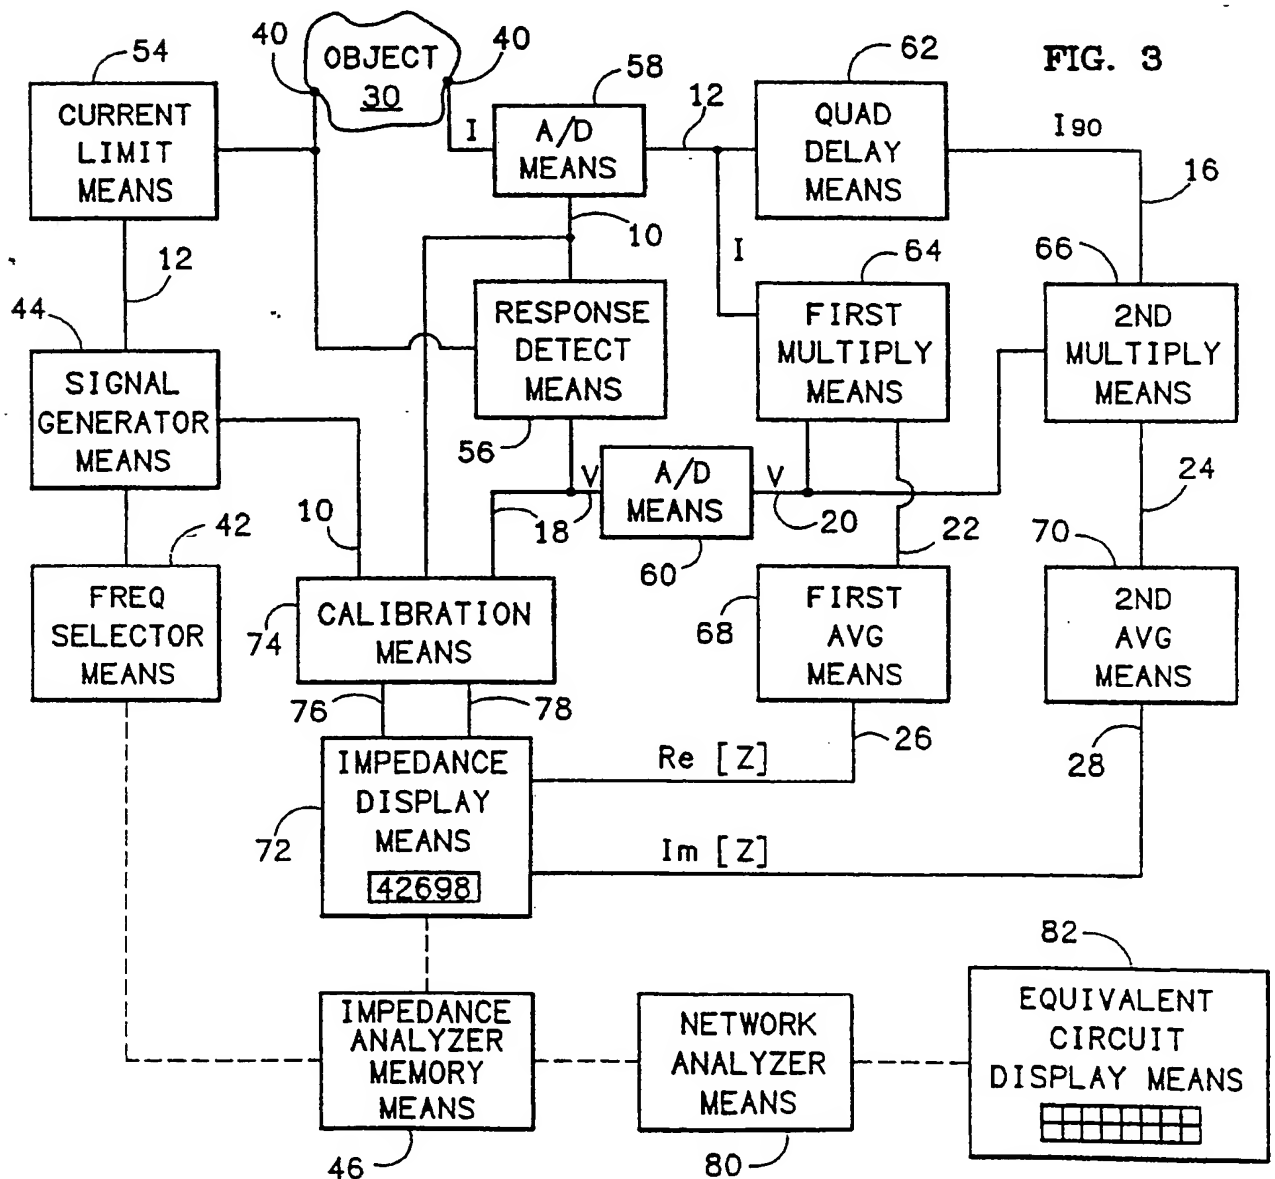 FIG. 3
54
40
OBJECT
30
40
58
62
CURRENT
LIMIT
MEANS
I
A/D
MEANS
12
QUAD
DELAY
MEANS
I90
16
12
10
I
64
66
44
SIGNAL
GENERATOR
MEANS
RESPONSE
DETECT
MEANS
56
FIRST
MULTIPLY
MEANS
2ND
MULTIPLY
MEANS
V
A/D
MEANS
V
18
60
20
22
24
10
42
FREQ
SELECTOR
MEANS
74
CALIBRATION
MEANS
68
FIRST
AVG
MEANS
70
2ND
AVG
MEANS
76
78
26
28
72
IMPEDANCE
DISPLAY
MEANS
42698
Re [Z]
Im [Z]
IMPEDANCE
ANALYZER
MEMORY
MEANS
46
NETWORK
ANALYZER
MEANS
80
82
EQUIVALENT
CIRCUIT
DISPLAY MEANS